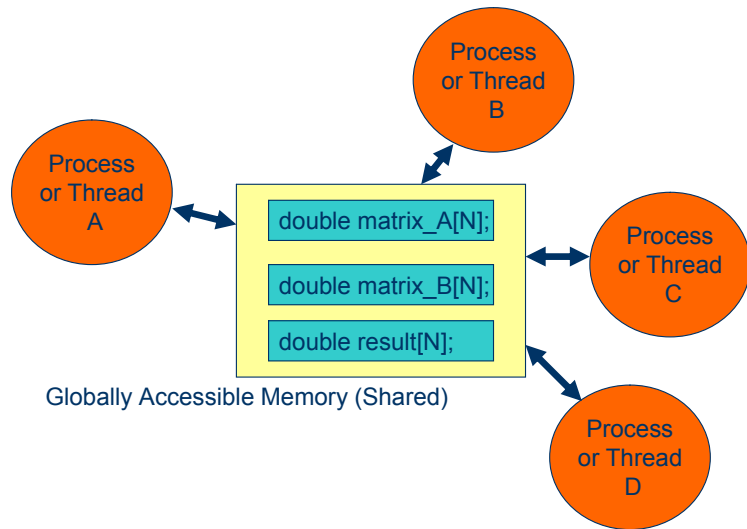 Process
or Thread
B
Process
or Thread
A
double matrix_A[N];
Process
or Thread
C
double matrix_B[N];
double result[N];
Globally Accessible Memory (Shared)
Process
or Thread
D